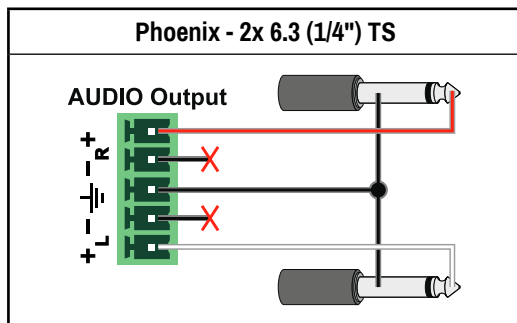 Phoenix - 2x 6.3 (1/4") TS
AUDIO Output
+
R
-
-
L
+